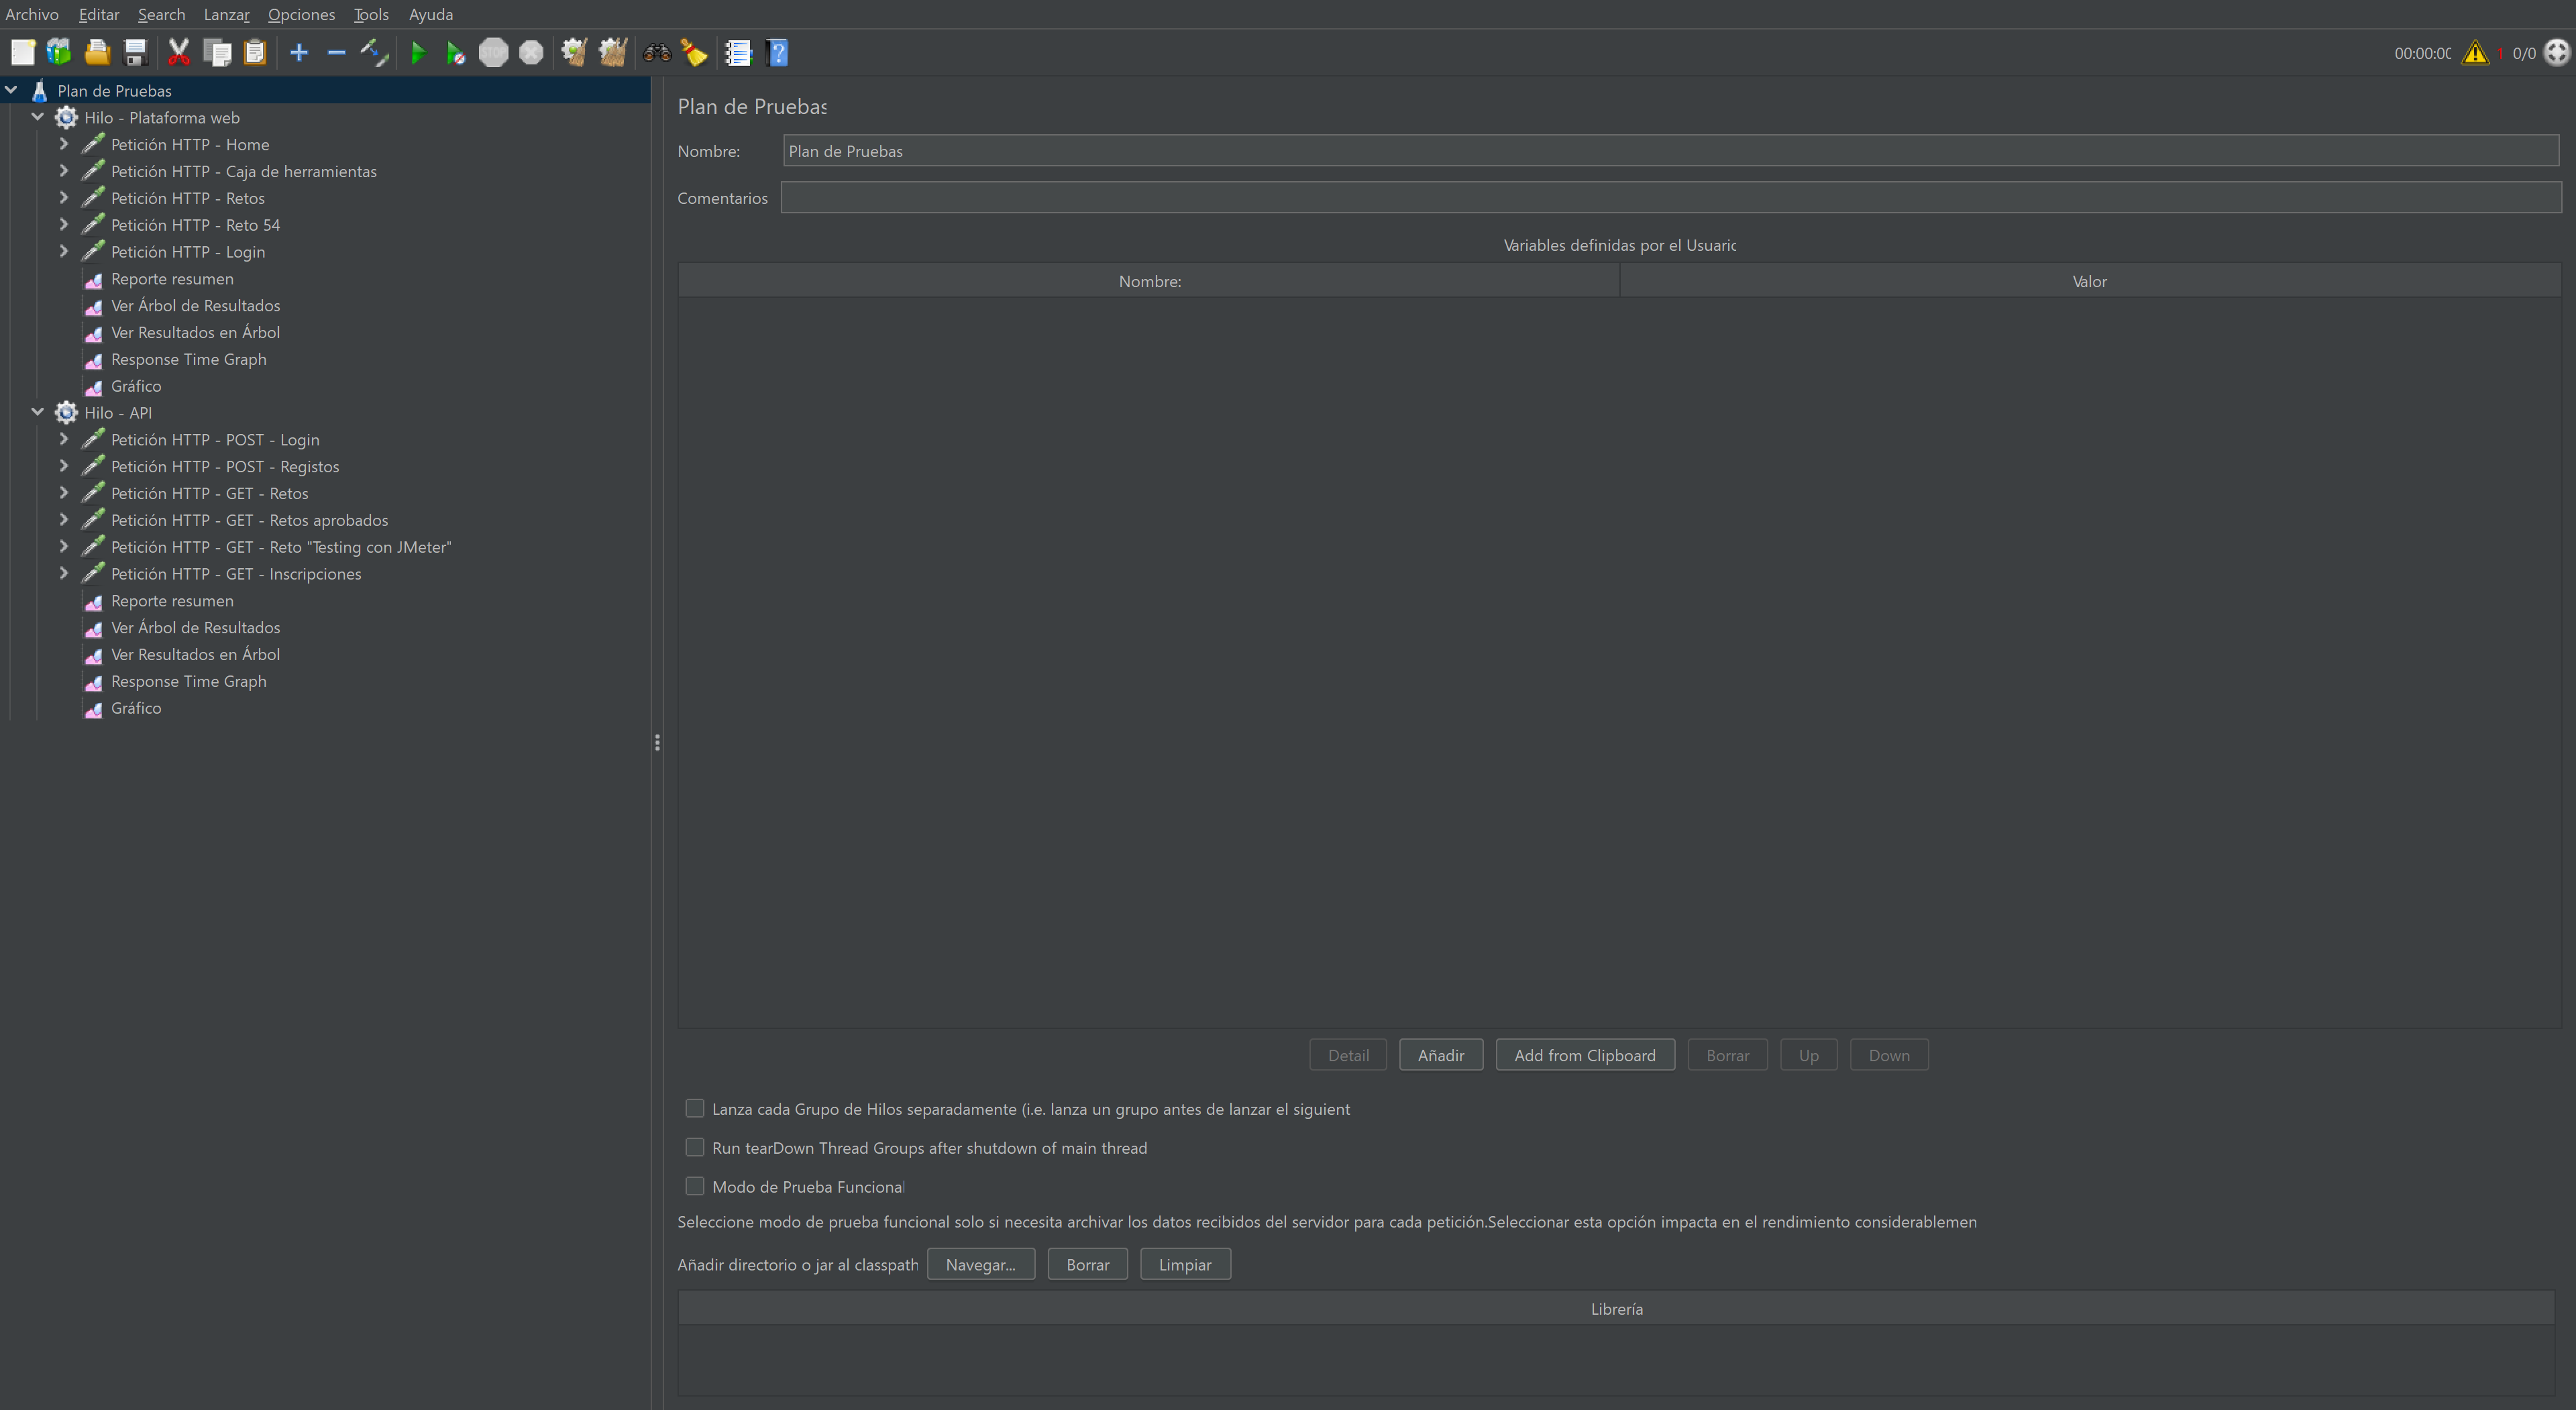 Archivo Editar Search Lanzar Opciones Tools Ayuda
STOP
00:00:00 1 0/0
Plan de Pruebas
Hilo - Plataforma web
Petición HTTP - Home
Petición HTTP - Caja de herramientas
Petición HTTP - Retos
Petición HTTP - Reto 54
Petición HTTP - Login
Reporte resumen
Ver Árbol de Resultados
Ver Resultados en Árbol
Response Time Graph
Gráfico
Hilo - API
Petición HTTP - POST - Login
Petición HTTP - POST - Registos
Petición HTTP - GET - Retos
Petición HTTP - GET - Retos aprobados
Petición HTTP - GET - Reto "Testing con JMeter"
Petición HTTP - GET - Inscripciones
Reporte resumen
Ver Árbol de Resultados
Ver Resultados en Árbol
Response Time Graph
Gráfico
Plan de Pruebas
Nombre: Plan de Pruebas
Comentarios
Variables definidas por el Usuario
Nombre: Valor
Detail Añadir Add from Clipboard Borrar Up Down
Lanza cada Grupo de Hilos separadamente (i.e. lanza un grupo antes de lanzar el siguient
Run tearDown Thread Groups after shutdown of main thread
Modo de Prueba Funcional
Seleccione modo de prueba funcional solo si necesita archivar los datos recibidos del servidor para cada petición.Seleccionar esta opción impacta en el rendimiento considerablemen
Añadir directorio o jar al classpath Navegar... Borrar Limpiar
Librería